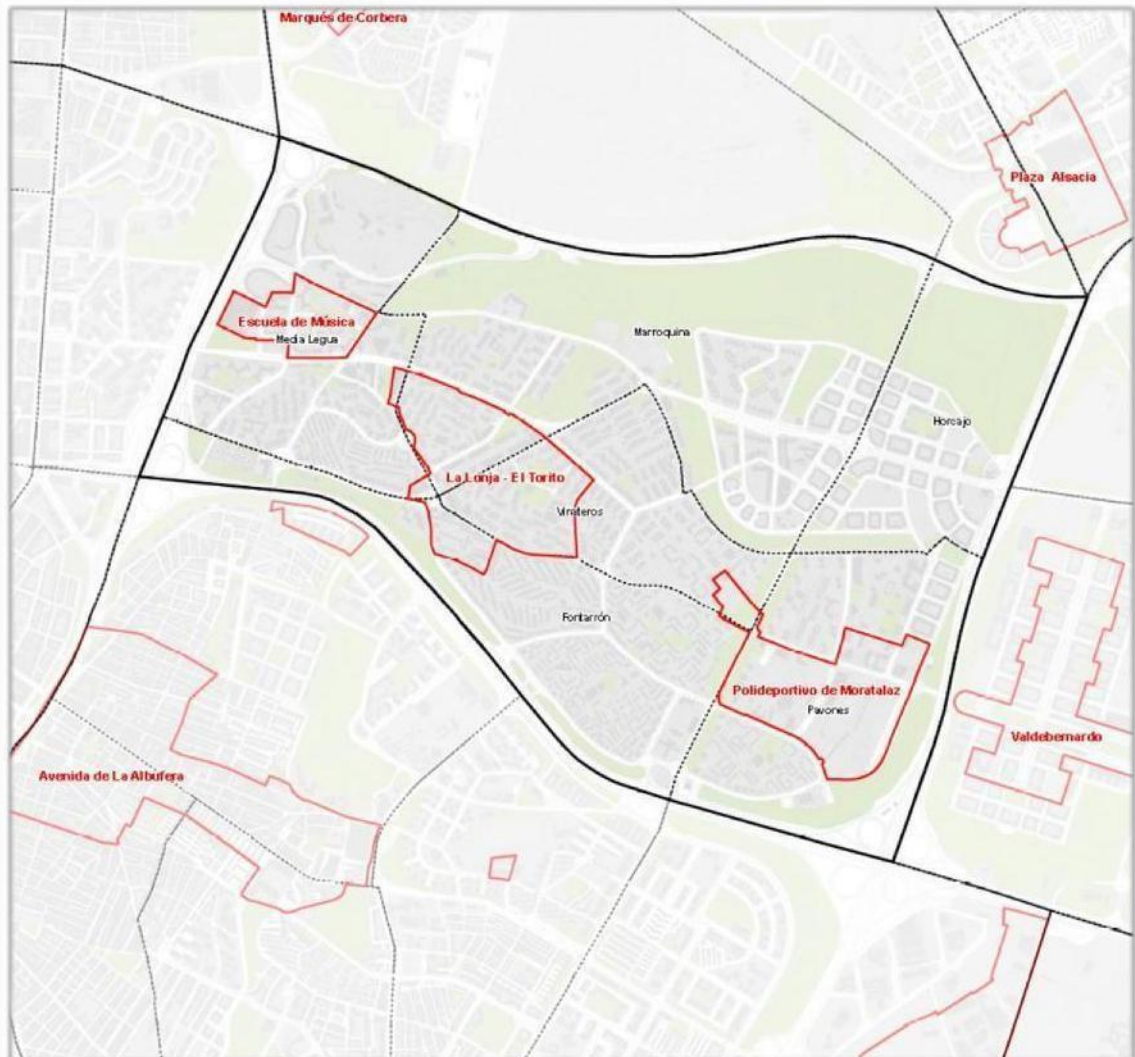 Marqués de Corbera
Plaza Alsacia
Escuela de Música
Media Legua
Marroquina
Horcajo
La Lonja - El Torito
Vinateros
Fontarrón
Polideportivo de Moratalaz
Pavones
Valdebernardo
Avenida de La Albufera